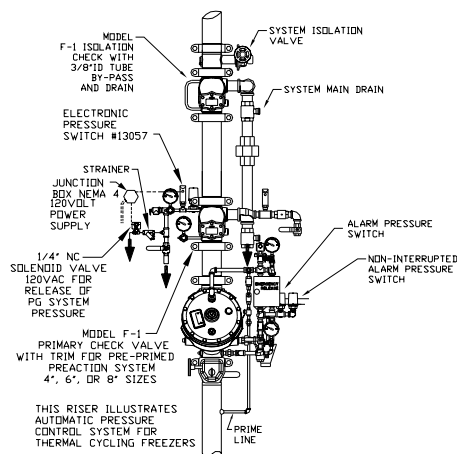 MODEL
F-1 ISOLATION
CHECK WITH
3/8"ID TUBE
BY-PASS
AND DRAIN
SYSTEM ISOLATION
VALVE
SYSTEM MAIN DRAIN
ELECTRONIC
PRESSURE
SWITCH #13057
STRAINER
JUNCTION
BOX NEMA 4
120VOLT
POWER
SUPPLY
1/4" NC
SOLENOID VALVE
120VAC FOR
RELEASE OF
PG SYSTEM
PRESSURE
ALARM PRESSURE
SWITCH
NON-INTERRUPTED
ALARM PRESSURE
SWITCH
EMERGENCY
RELEASE
MODEL F-1
PRIMARY CHECK VALVE
WITH TRIM FOR PRE-PRIMED
PREACTION SYSTEM
4", 6", OR 8" SIZES
THIS RISER ILLUSTRATES
AUTOMATIC PRESSURE
CONTROL SYSTEM FOR
THERMAL CYCLING FREEZERS
PRIME
LINE